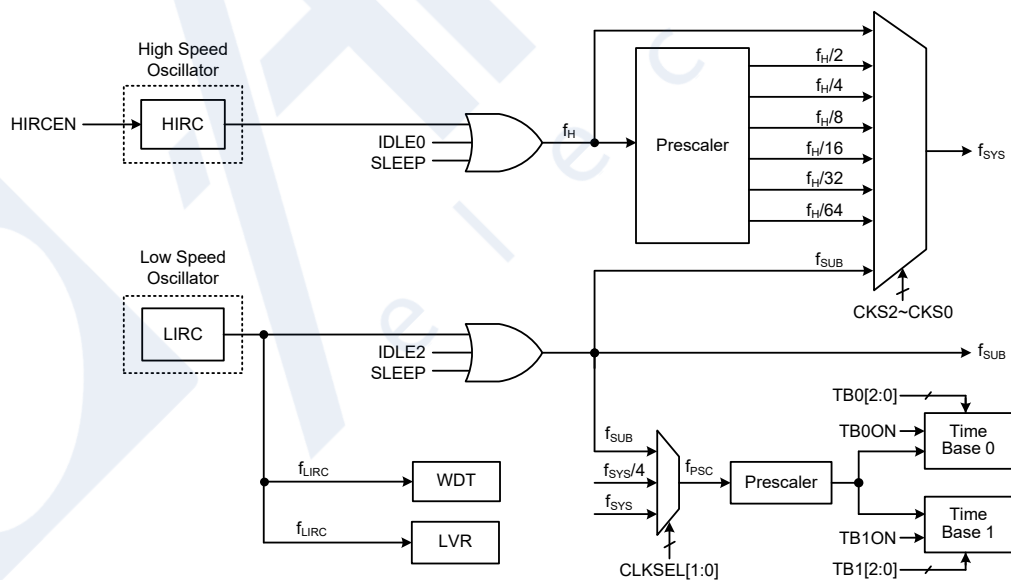 High Speed
Oscillator
HIRCEN
HIRC
IDLE0
SLEEP
fH
Prescaler
fH/2
fH/4
fH/8
fH/16
fH/32
fH/64
fSUB
fSYS
CKS2~CKS0
Low Speed
Oscillator
LIRC
IDLE2
SLEEP
fSUB
fLIRC
WDT
fLIRC
LVR
fSUB
fSYS/4
fSYS
fPSC
CLKSEL[1:0]
Prescaler
TB0[2:0]
TB0ON
Time
Base 0
Time
Base 1
TB1ON
TB1[2:0]
e l e c